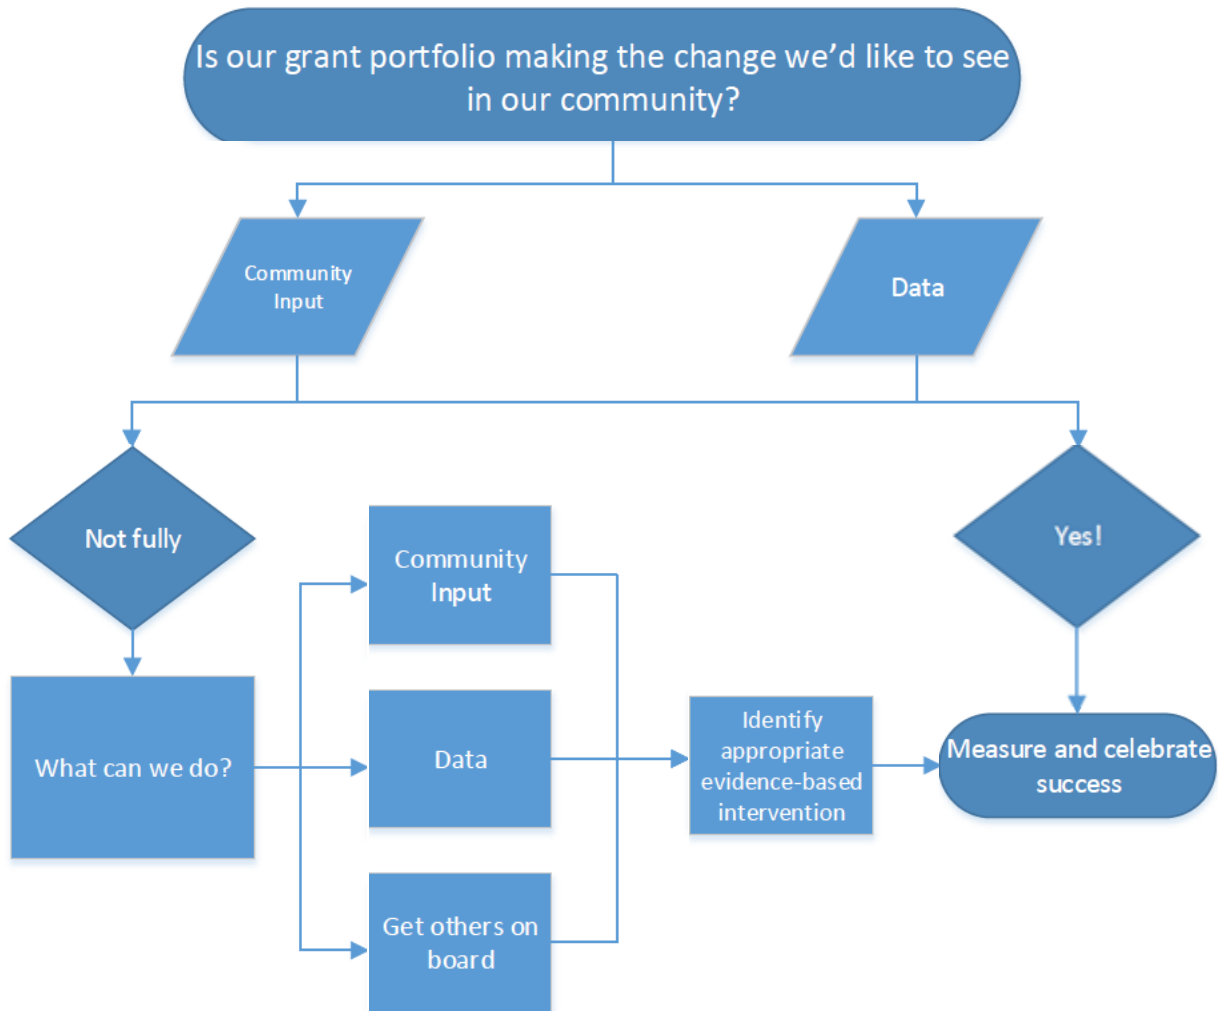 Is our grant portfolio making the change we’d like to see
in our community?
Community
Input
Data
Not fully
Yes!
What can we do?
Community
Input
Data
Get others on
board
Identify
appropriate
evidence-based
intervention
Measure and celebrate
success